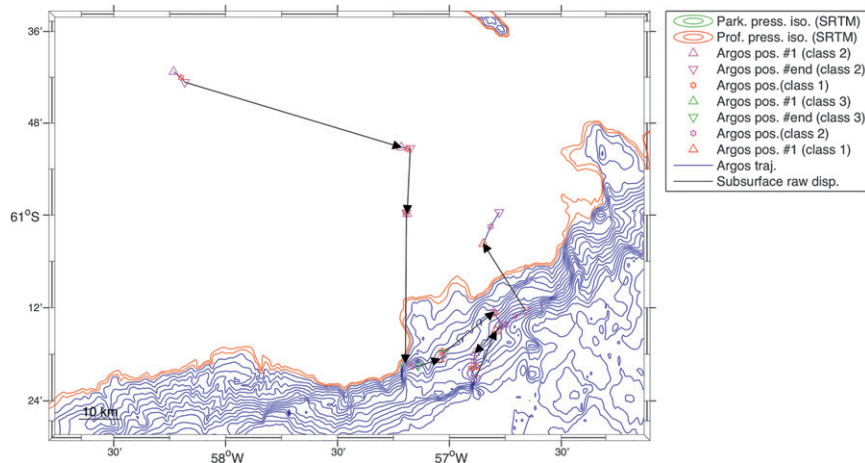 36'
48'
61°S
12'
24'
10 km
30'
58°W
30'
57°W
30'
Park. press. iso. (SRTM)
Prof. press. iso. (SRTM)
Argos pos. #1 (class 2)
Argos pos. #end (class 2)
Argos pos.(class 1)
Argos pos. #1 (class 3)
Argos pos. #end (class 3)
Argos pos.(class 2)
Argos pos. #1 (class 1)
Argos traj.
Subsurface raw disp.